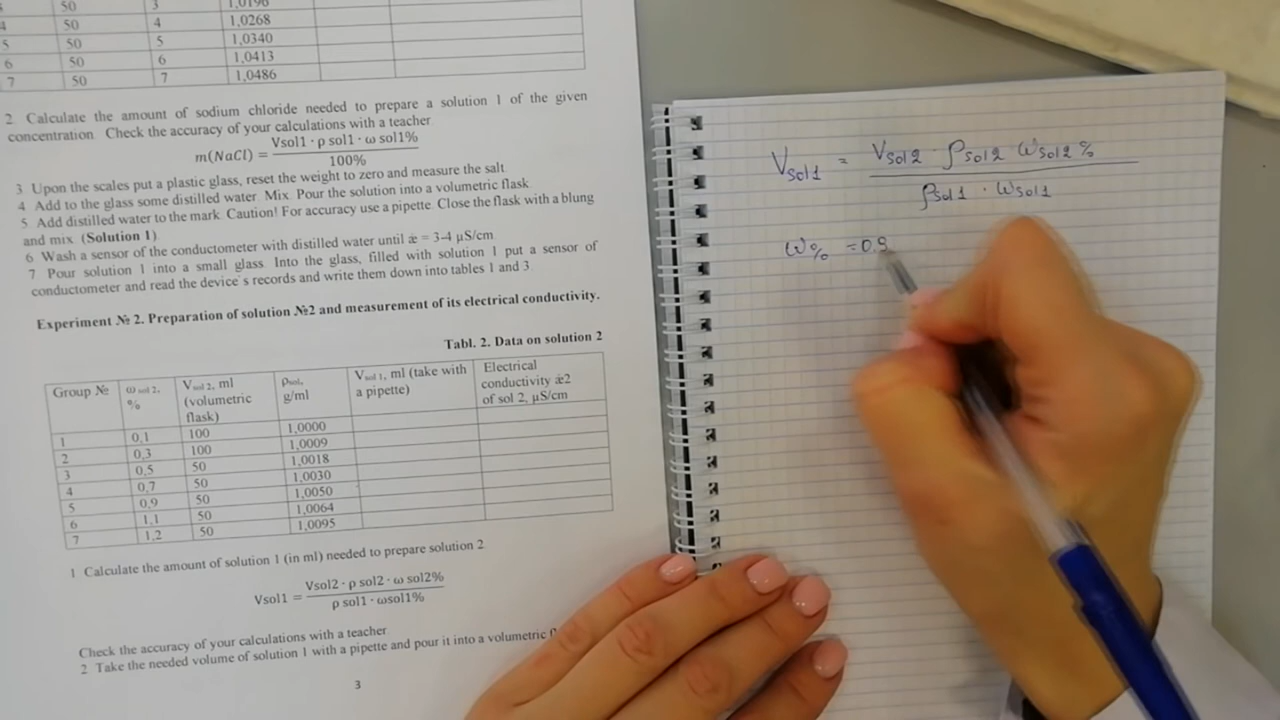 50 3 1,0196
4 50 4 1,0268
5 50 5 1,0340
6 50 6 1,0413
7 50 7 1,0486
2 Calculate the amount of sodium chloride needed to prepare a solution 1 of the given
concentration. Check the accuracy of your calculations with a teacher
m(NaCl) = Vsol1 · ρ sol1 · ω sol1% / 100%
3 Upon the scales put a plastic glass, reset the weight to zero and measure the salt.
4 Add to the glass some distilled water. Mix. Pour the solution into a volumetric flask.
5 Add distilled water to the mark. Caution! For accuracy use a pipette. Close the flask with a blung
and mix. (Solution 1)
6 Wash a sensor of the conductometer with distilled water until æ = 3-4 µS/cm
7 Pour solution 1 into a small glass. Into the glass, filled with solution 1 put a sensor of
conductometer and read the device's records and write them down into tables 1 and 3
Experiment № 2. Preparation of solution №2 and measurement of its electrical conductivity.
Tabl. 2. Data on solution 2
Group № ω sol 2, % Vsol 2, ml (volumetric flask) ρsol, g/ml Vsol 1, ml (take with a pipette) Electrical conductivity æ2 of sol 2, µS/cm
1 0,1 100 1,0000
2 0,3 100 1,0009
3 0,5 50 1,0018
4 0,7 50 1,0030
5 0,9 50 1,0050
6 1,1 50 1,0064
7 1,2 50 1,0095
1 Calculate the amount of solution 1 (in ml) needed to prepare solution 2
Vsol1 = Vsol2 · ρ sol2 · ω sol2% / ρ sol1 · ωsol1%
Check the accuracy of your calculations with a teacher
2 Take the needed volume of solution 1 with a pipette and pour it into a volumetric
3
Vsol1 = Vsol2 · ρsol2 ωsol2% / ρsol1 · ωsol1
ω% = 0.9